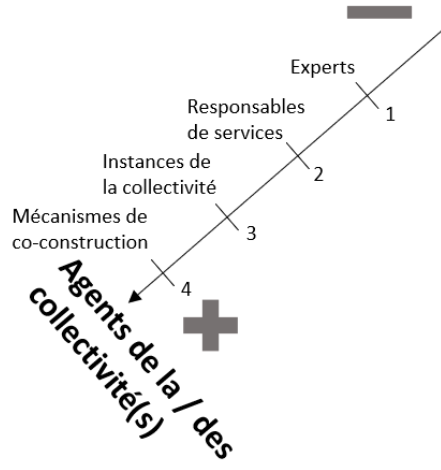 Experts
1
Responsables
de services
2
Instances de
la collectivité
3
Mécanismes de
co-construction
4
Agents de la / des
collectivité(s)